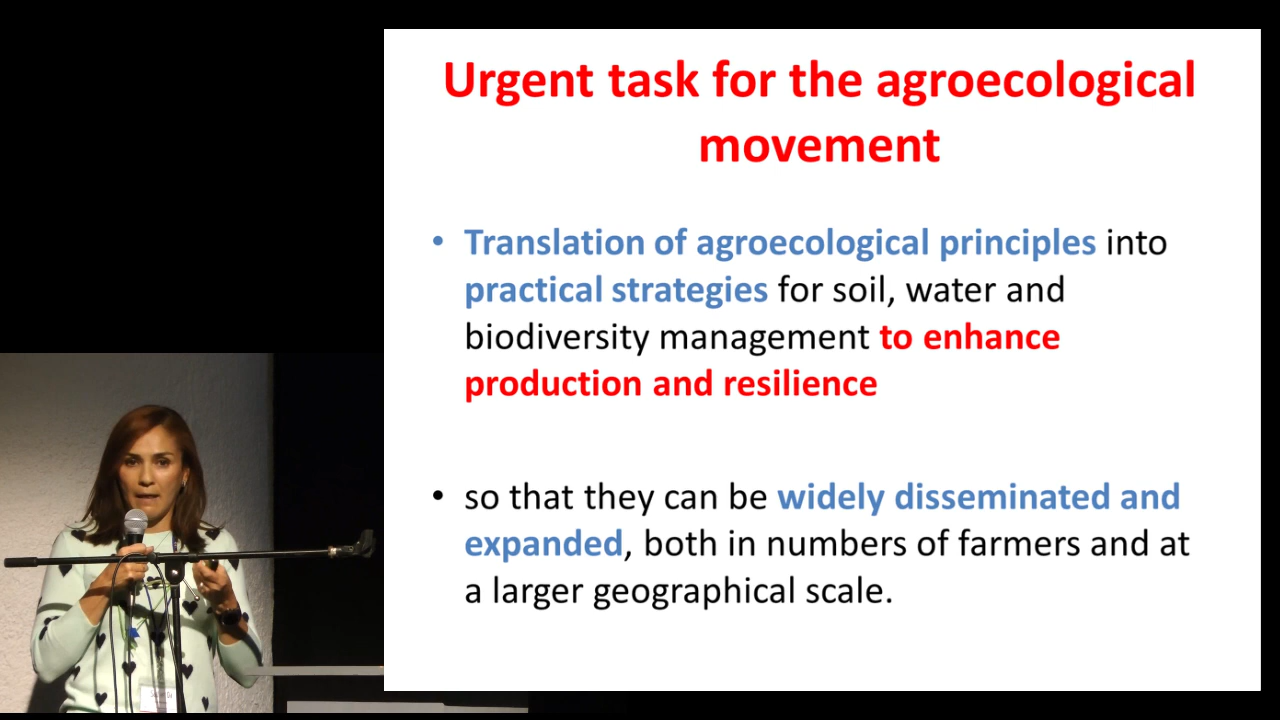 Urgent task for the agroecological
movement
• Translation of agroecological principles into
practical strategies for soil, water and
biodiversity management to enhance
production and resilience
• so that they can be widely disseminated and
expanded, both in numbers of farmers and at
a larger geographical scale.